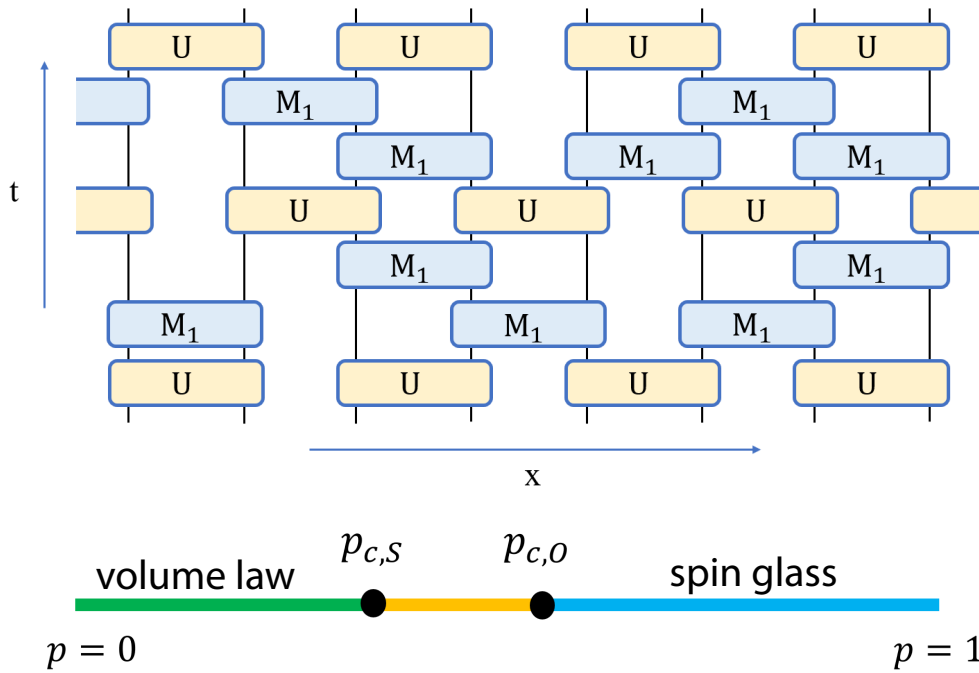 U U U U
M₁ M₁
M₁ M₁ M₁
t
U U U
M₁ M₁
M₁ M₁ M₁
U U U U
x
p_{c,S} p_{c,O}
volume law spin glass
p = 0 p = 1